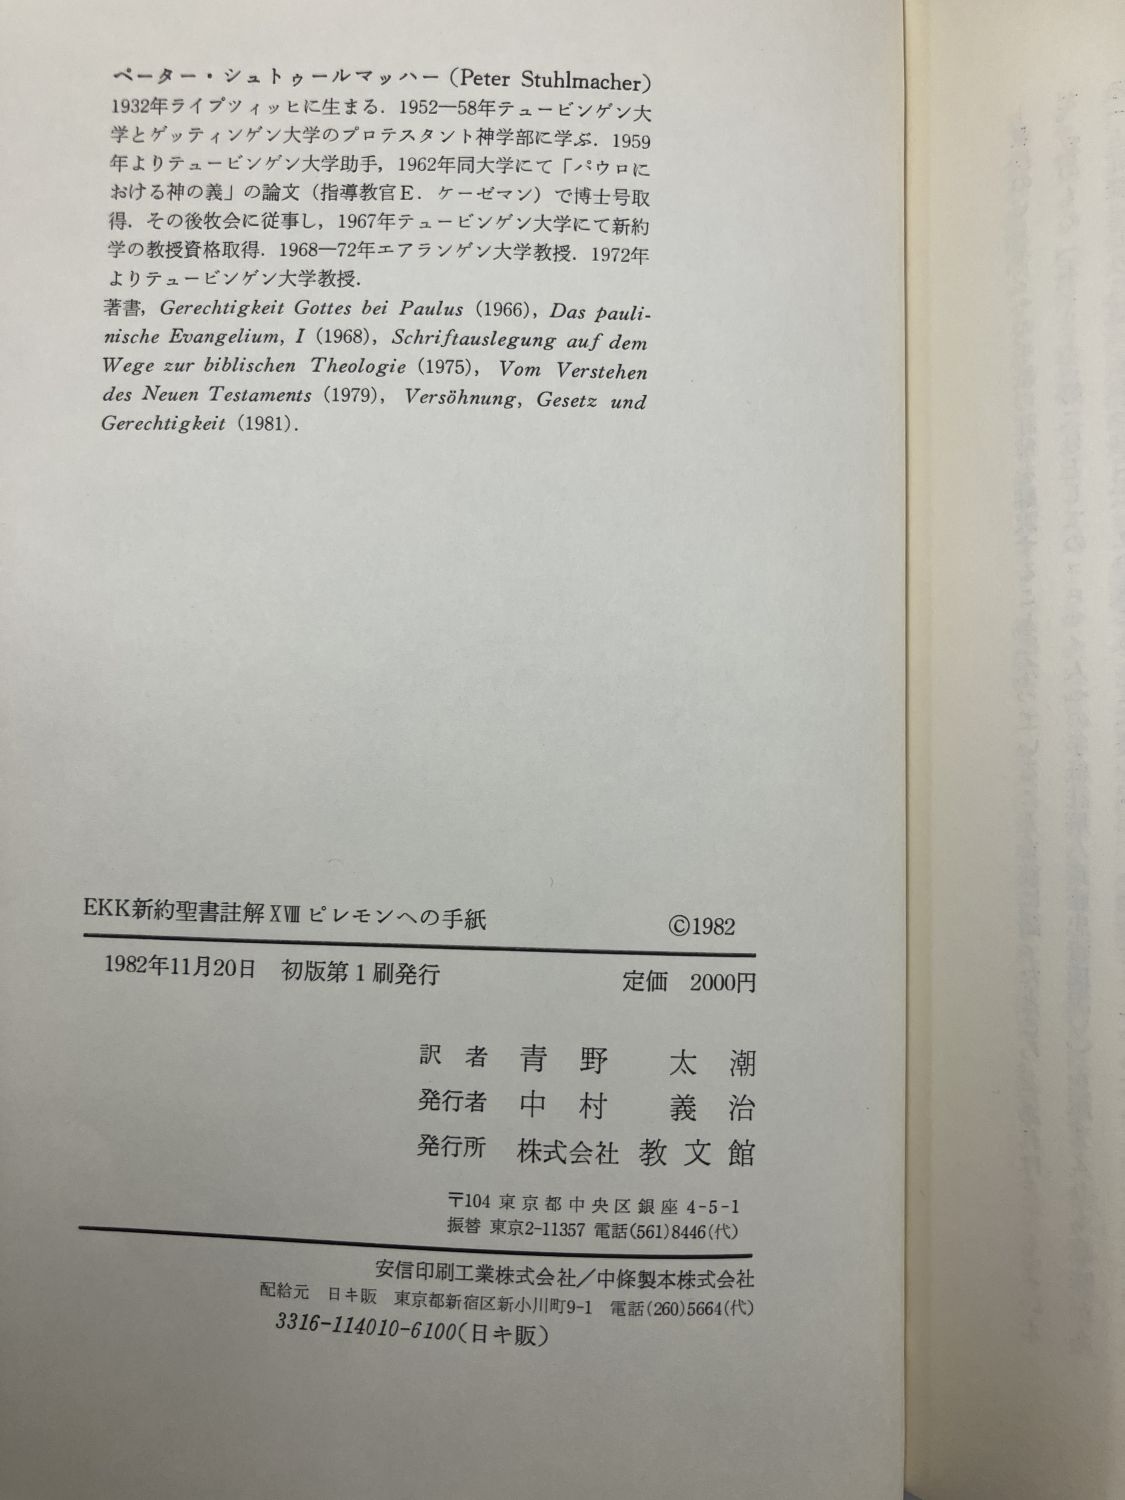 ペーター・シュトゥールマッハー（Peter Stuhlmacher）
1932年ライプツィッヒに生まる．1952―58年テュービンゲン大
学とゲッティンゲン大学のプロテスタント神学部に学ぶ．1959
年よりテュービンゲン大学助手，1962年同大学にて「パウロに
おける神の義」の論文（指導教官E．ケーゼマン）で博士号取
得．その後牧会に従事し，1967年テュービンゲン大学にて新約
学の教授資格取得．1968―72年エアランゲン大学教授．1972年
よりテュービンゲン大学教授．
著書，Gerechtigkeit Gottes bei Paulus（1966），Das pauli-
nische Evangelium, I（1968），Schriftauslegung auf dem
Wege zur biblischen Theologie（1975），Vom Verstehen
des Neuen Testaments（1979），Versöhnung, Gesetz und
Gerechtigkeit（1981）．
EKK新約聖書註解 XVIII ピレモンへの手紙 ©1982
1982年11月20日 初版第1刷発行 定価 2000円
訳者 青野太潮
発行者 中村義治
発行所 株式会社 教文館
〒104 東京都中央区銀座 4-5-1
振替 東京2-11357 電話(561)8446(代)
安信印刷工業株式会社／中條製本株式会社
配給元 日キ販 東京都新宿区新小川町9-1 電話(260)5664(代)
3316-114010-6100(日キ販)